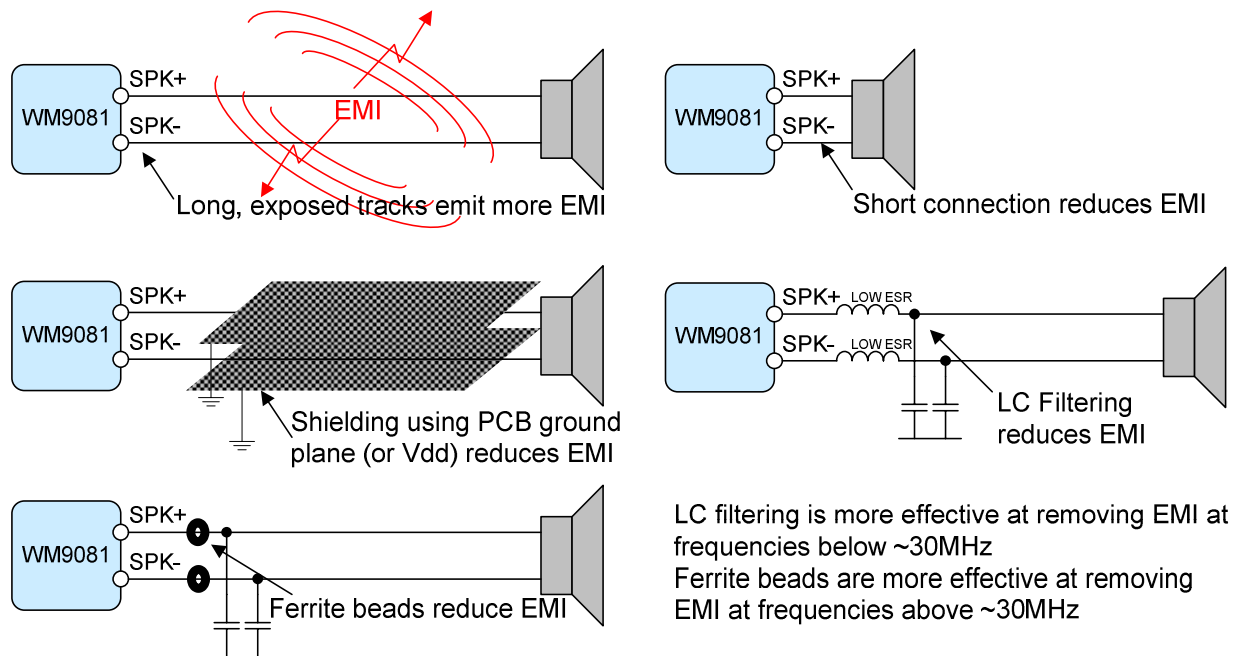 WM9081
SPK+
SPK-
EMI
Long, exposed tracks emit more EMI
WM9081
SPK+
SPK-
Short connection reduces EMI
WM9081
SPK+
SPK-
Shielding using PCB ground
plane (or Vdd) reduces EMI
WM9081
SPK+
LOW ESR
SPK-
LOW ESR
LC Filtering
reduces EMI
WM9081
SPK+
SPK-
Ferrite beads reduce EMI
LC filtering is more effective at removing EMI at
frequencies below ~30MHz
Ferrite beads are more effective at removing
EMI at frequencies above ~30MHz